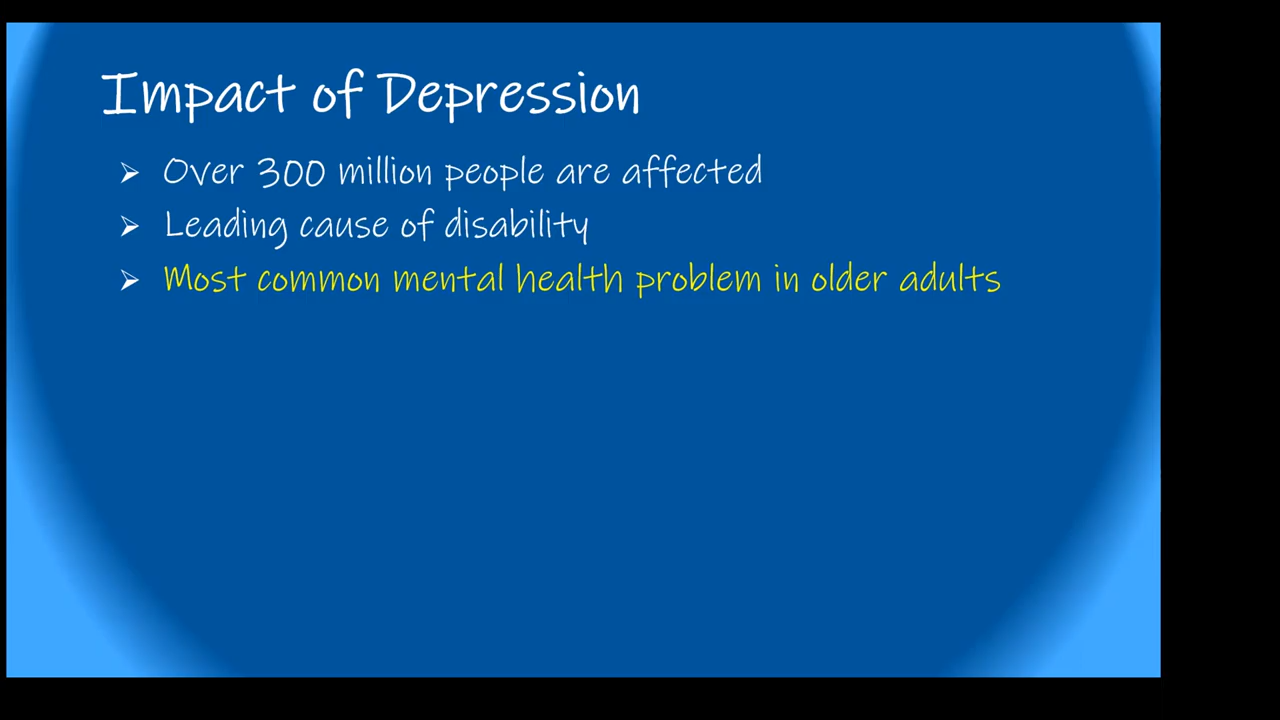 Impact of Depression
➢ Over 300 million people are affected
➢ Leading cause of disability
➢ Most common mental health problem in older adults